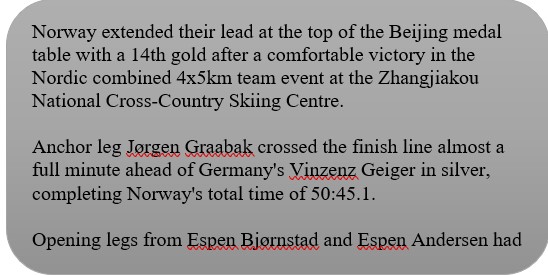 Norway extended their lead at the top of the Beijing medal
table with a 14th gold after a comfortable victory in the
Nordic combined 4x5km team event at the Zhangjiakou
National Cross-Country Skiing Centre.
Anchor leg Jørgen Graabak crossed the finish line almost a
full minute ahead of Germany's Vinzenz Geiger in silver,
completing Norway's total time of 50:45.1.
Opening legs from Espen Bjørnstad and Espen Andersen had